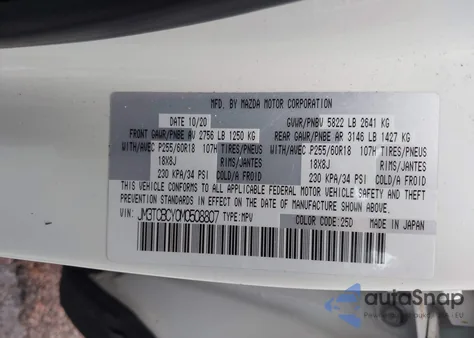 MFD. BY MAZDA MOTOR CORPORATION
DATE 10/20 GVWR/PNBV 5822 LB 2641 KG
FRONT GAWR/PNBE AV 2756 LB 1250 KG REAR GAWR/PNBE AR 3146 LB 1427 KG
WITH/AVEC P255/60R18 107H TIRES/PNEUS WITH/AVEC P255/60R18 107H TIRES/PNEUS
18X8J RIMS/JANTES 18X8J RIMS/JANTES
230 KPA/34 PSI COLD/A FROID 230 KPA/34 PSI COLD/A FROID
THIS VEHICLE CONFORMS TO ALL APPLICABLE FEDERAL MOTOR VEHICLE SAFETY AND THEFT
PREVENTION STANDARDS IN EFFECT ON THE DATE OF MANUFACTURE SHOWN ABOVE.
VIN: JM3TCBCY0M0508807 TYPE: MPV
COLOR CODE: 25D MADE IN JAPAN
autoSnap